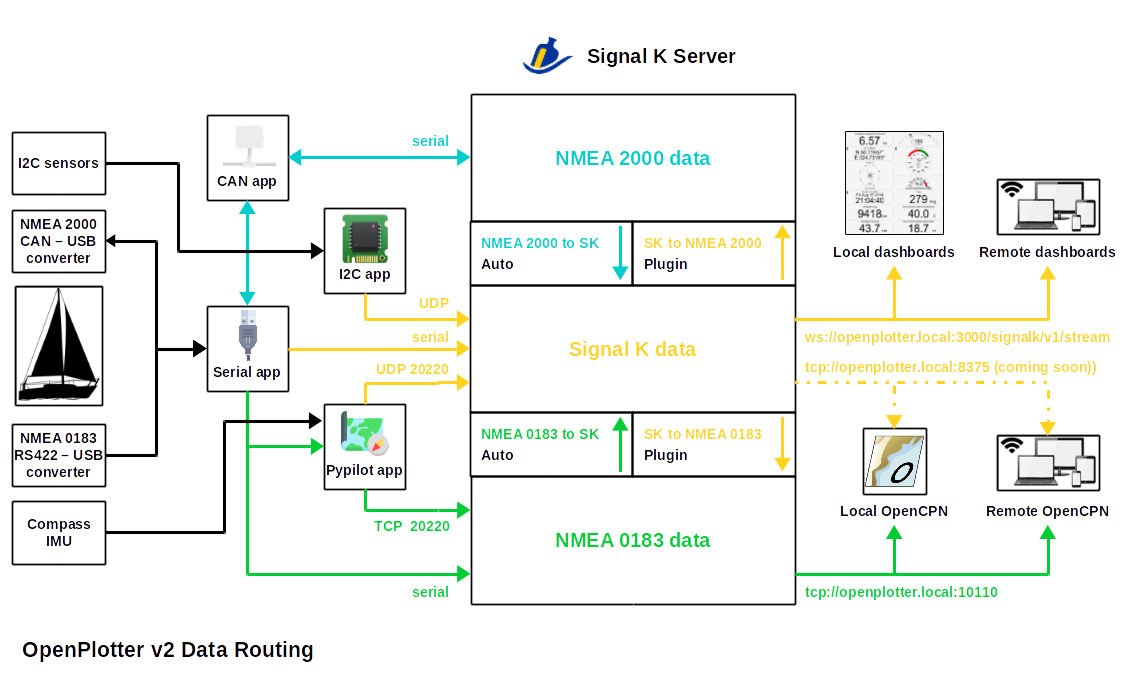 Signal K Server
I2C sensors
NMEA 2000
CAN – USB
converter
NMEA 0183
RS422 – USB
converter
Compass
IMU
CAN app
Serial app
I2C app
Pypilot app
serial
UDP
serial
UDP 20220
TCP 20220
serial
NMEA 2000 data
NMEA 2000 to SK
Auto
SK to NMEA 2000
Plugin
Signal K data
NMEA 0183 to SK
Auto
SK to NMEA 0183
Plugin
NMEA 0183 data
6.57
279
21:04:40
9418
40.0
43.7
18.7
Local dashboards
Remote dashboards
ws://openplotter.local:3000/signalk/v1/stream
tcp://openplotter.local:8375 (coming soon))
Local OpenCPN
Remote OpenCPN
tcp://openplotter.local:10110
OpenPlotter v2 Data Routing